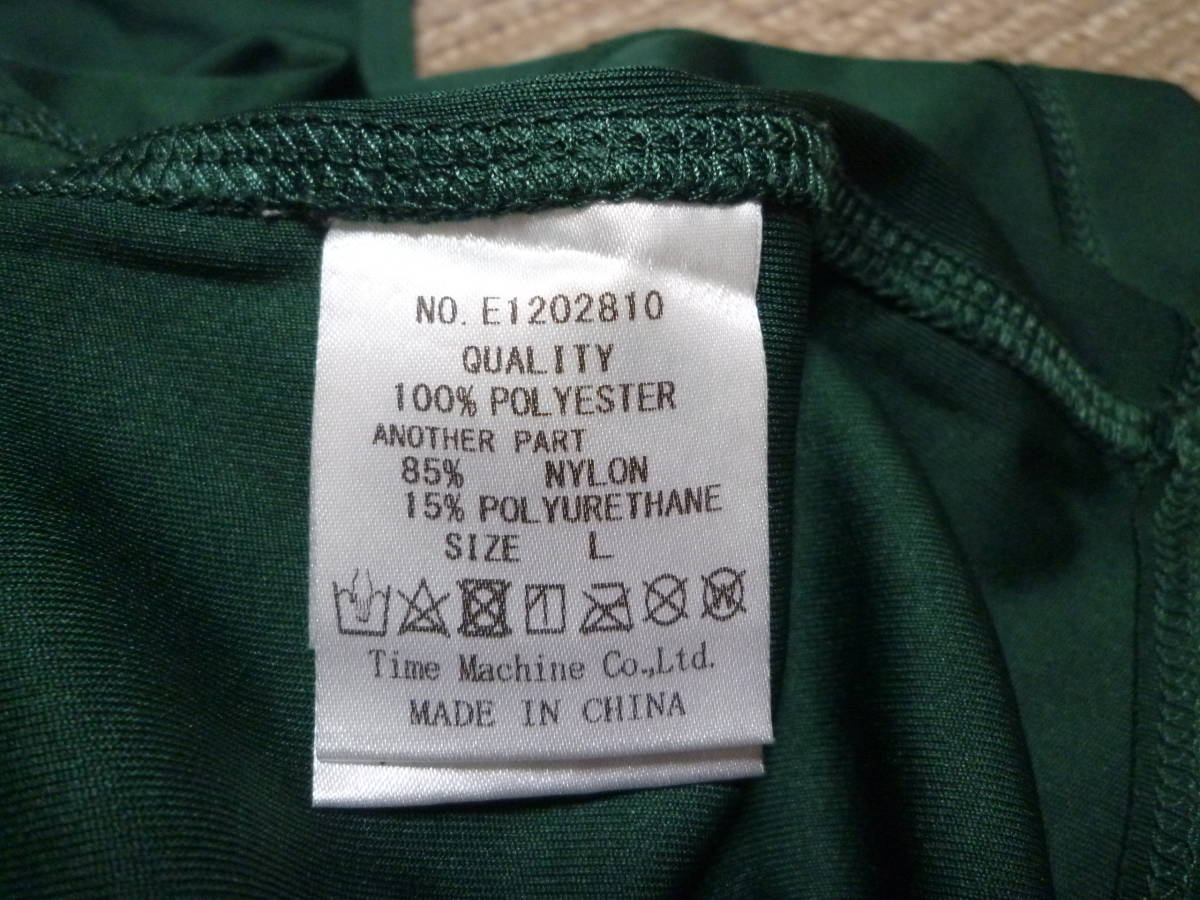 NO. E1202810
QUALITY
100% POLYESTER
ANOTHER PART
85% NYLON
15% POLYURETHANE
SIZE L
Time Machine Co.,Ltd.
MADE IN CHINA